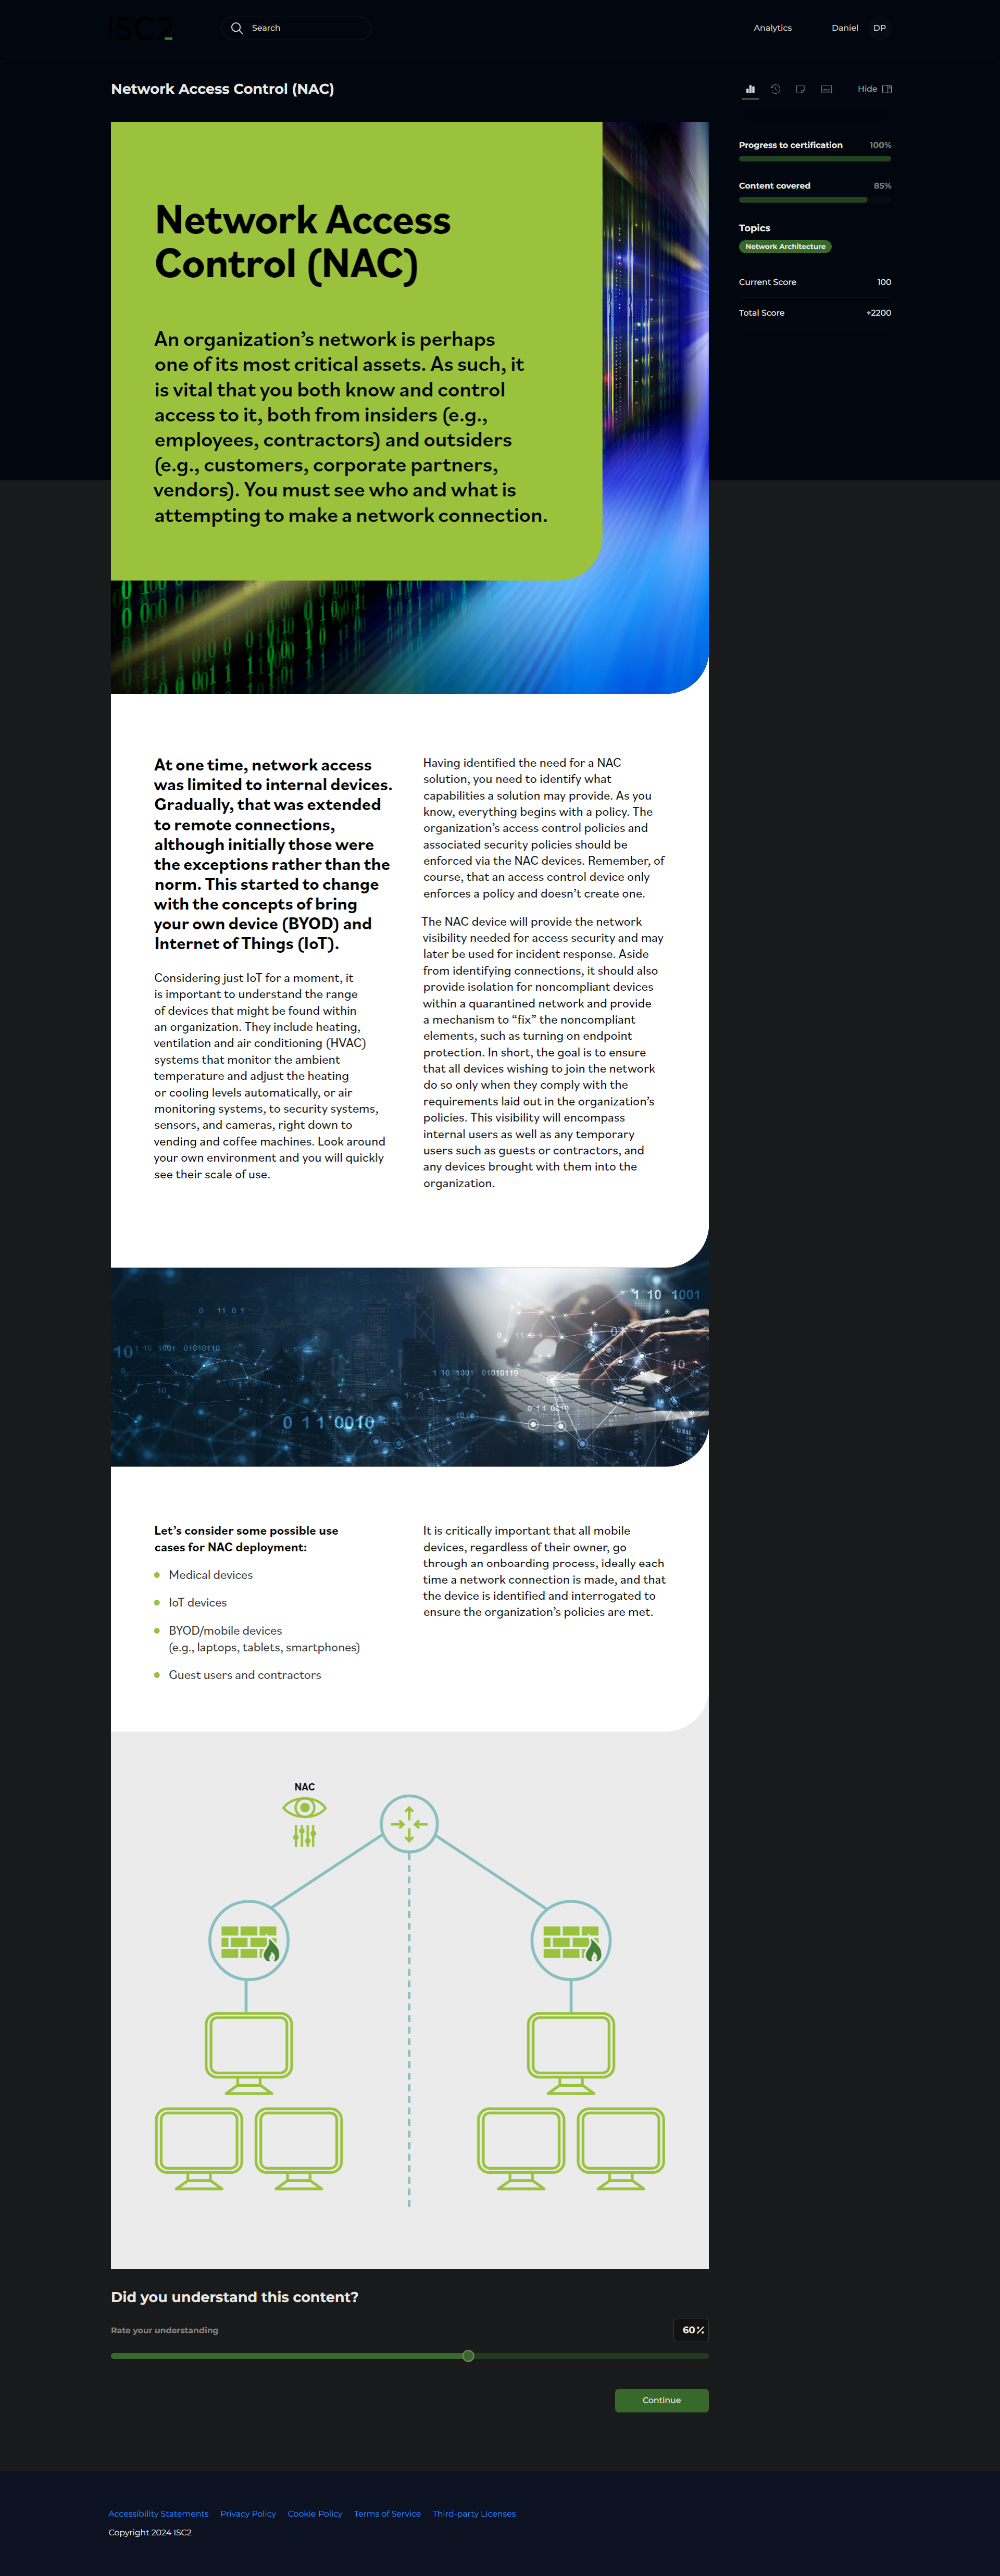 ISC2
Search
Analytics
Daniel
DP
Network Access Control (NAC)
Hide
Progress to certification 100%
Content covered 85%
Topics
Network Architecture
Current Score 100
Total Score +2200
Network Access
Control (NAC)
An organization’s network is perhaps
one of its most critical assets. As such, it
is vital that you both know and control
access to it, both from insiders (e.g.,
employees, contractors) and outsiders
(e.g., customers, corporate partners,
vendors). You must see who and what is
attempting to make a network connection.
At one time, network access
was limited to internal devices.
Gradually, that was extended
to remote connections,
although initially those were
the exceptions rather than the
norm. This started to change
with the concepts of bring
your own device (BYOD) and
Internet of Things (IoT).
Considering just IoT for a moment, it
is important to understand the range
of devices that might be found within
an organization. They include heating,
ventilation and air conditioning (HVAC)
systems that monitor the ambient
temperature and adjust the heating
or cooling levels automatically, or air
monitoring systems, to security systems,
sensors, and cameras, right down to
vending and coffee machines. Look around
your own environment and you will quickly
see their scale of use.
Having identified the need for a NAC
solution, you need to identify what
capabilities a solution may provide. As you
know, everything begins with a policy. The
organization’s access control policies and
associated security policies should be
enforced via the NAC devices. Remember, of
course, that an access control device only
enforces a policy and doesn’t create one.
The NAC device will provide the network
visibility needed for access security and may
later be used for incident response. Aside
from identifying connections, it should also
provide isolation for noncompliant devices
within a quarantined network and provide
a mechanism to “fix” the noncompliant
elements, such as turning on endpoint
protection. In short, the goal is to ensure
that all devices wishing to join the network
do so only when they comply with the
requirements laid out in the organization’s
policies. This visibility will encompass
internal users as well as any temporary
users such as guests or contractors, and
any devices brought with them into the
organization.
Let’s consider some possible use
cases for NAC deployment:
Medical devices
IoT devices
BYOD/mobile devices
(e.g., laptops, tablets, smartphones)
Guest users and contractors
It is critically important that all mobile
devices, regardless of their owner, go
through an onboarding process, ideally each
time a network connection is made, and that
the device is identified and interrogated to
ensure the organization’s policies are met.
NAC
Did you understand this content?
Rate your understanding
60%
Continue
Accessibility Statements Privacy Policy Cookie Policy Terms of Service Third-party Licenses
Copyright 2024 ISC2